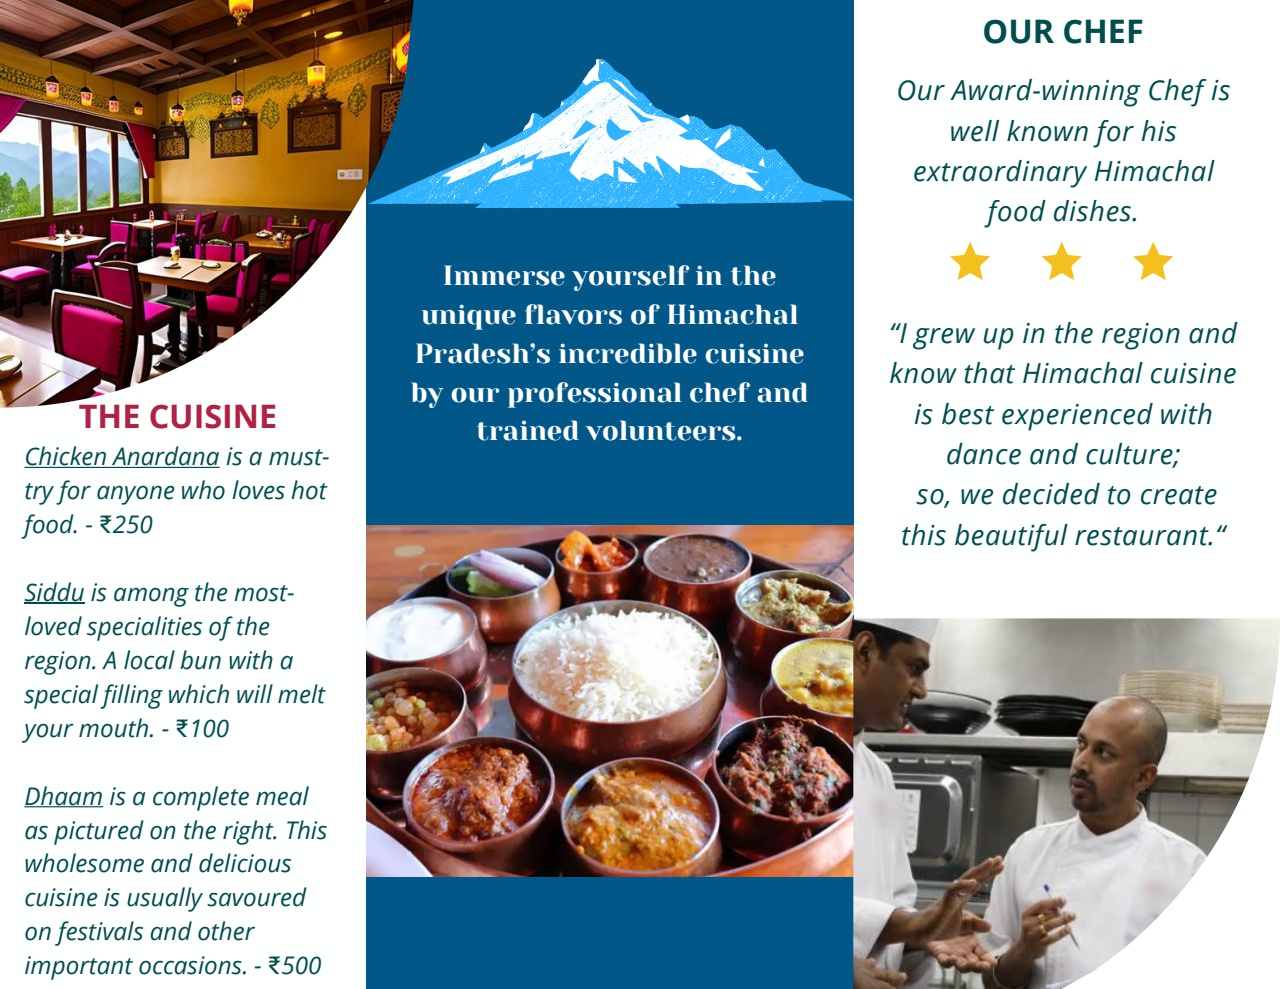 THE CUISINE
Chicken Anardana is a must-
try for anyone who loves hot
food. - ₹250
Siddu is among the most-
loved specialities of the
region. A local bun with a
special filling which will melt
your mouth. - ₹100
Dhaam is a complete meal
as pictured on the right. This
wholesome and delicious
cuisine is usually savoured
on festivals and other
important occasions. - ₹500
Immerse yourself in the
unique flavors of Himachal
Pradesh’s incredible cuisine
by our professional chef and
trained volunteers.
OUR CHEF
Our Award-winning Chef is
well known for his
extraordinary Himachal
food dishes.
“I grew up in the region and
know that Himachal cuisine
is best experienced with
dance and culture;
so, we decided to create
this beautiful restaurant.“